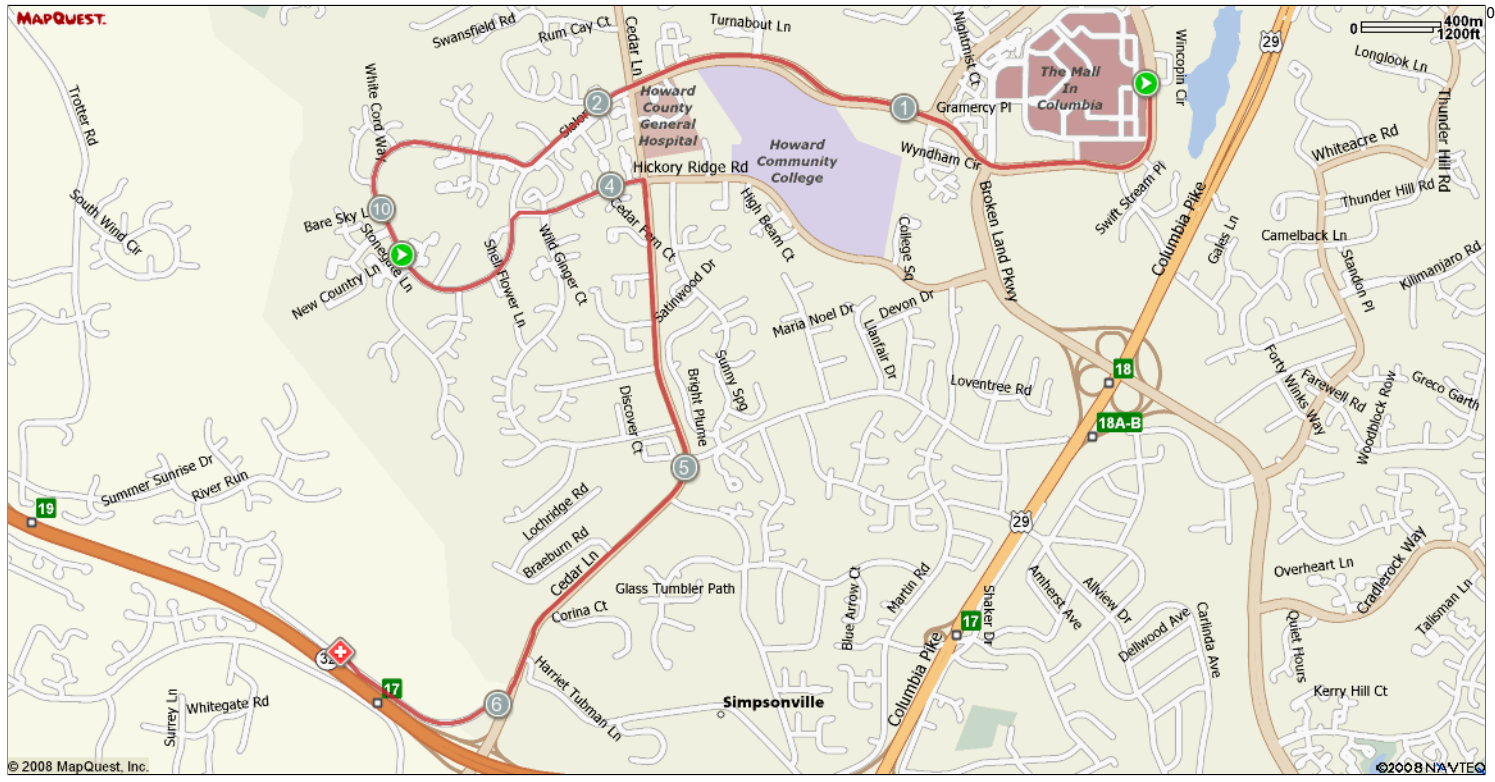 MAPQUEST.
Swansfield Rd
Rum Cay Ct
Cedar Ln
Turnabout Ln
Nightmist Ct
Wincopin Cir
29
0
400m
1200ft
0
Longlook Ln
Trotter Rd
White Cord Way
2
Howard
County
General
Hospital
1
Gramercy Pl
The Mall
In
Columbia
Thunder Hill Rd
Whiteacre Rd
Howard
Community
College
Wyndham Cir
Hickory Ridge Rd
4
Swift Stream Pl
Columbia Pike
Thunder Hill Rd
South Wind Cir
10
Stonegate Ln
New Country Ln
Shell Flower Ln
Wild Ginger Ct
Cedar Fern Ct
High Beam Ct
College Sq
Broken Land Pkwy
Gales Ln
Camelback Ln
Standon Pl
Kilimanjaro Rd
Satinwood Dr
Maria Noel Dr
Devon Dr
Llanfair Dr
Sunny Spg
Bright Plume
Discover Ct
Loventree Rd
18
18A-B
Forty Winks Way
Farewell Rd
Woodblock Row
Greco Garth
5
Summer Sunrise Dr
River Run
19
Lochridge Rd
Braeburn Rd
Cedar Ln
29
Corina Ct
Glass Tumbler Path
Blue Arrow Ct
Martin Rd
Shaker Dr
Amherst Ave
Allview Dr
Dellwood Ave
Carlinda Ave
Overheart Ln
Cradlerock Way
Talisman Ln
Quiet Hours
Kerry Hill Ct
17
Columbia Pike
32
17
6
Harriet Tubman Ln
Simpsonville
Surrey Ln
Whitegate Rd
© 2008 MapQuest, Inc.
©2008 NAVTEQ